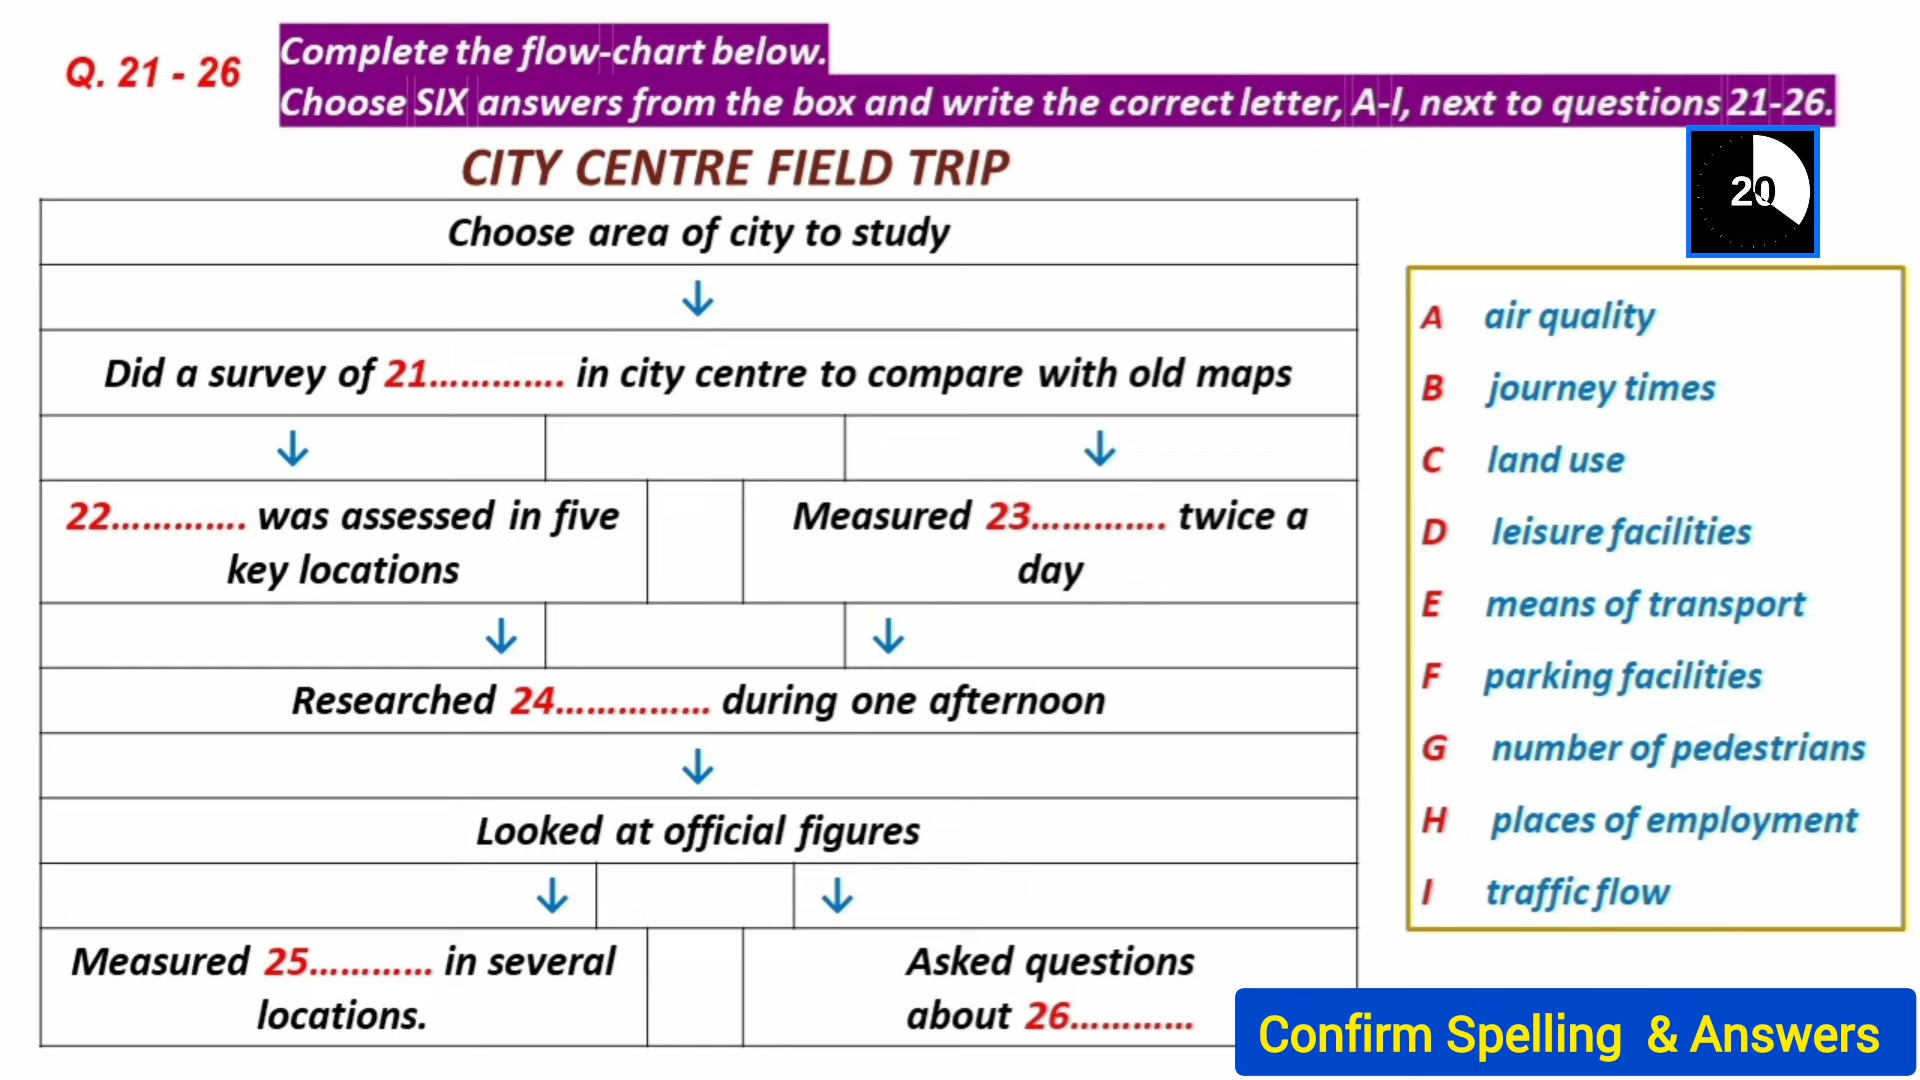 Q. 21 - 26
Complete the flow-chart below.
Choose SIX answers from the box and write the correct letter, A-I, next to questions 21-26.
CITY CENTRE FIELD TRIP
20
Choose area of city to study
↓
Did a survey of 21............. in city centre to compare with old maps
↓ ↓
22............. was assessed in five
key locations
Measured 23............. twice a
day
↓ ↓
Researched 24............... during one afternoon
↓
Looked at official figures
↓ ↓
Measured 25............ in several
locations.
Asked questions
about 26............
A air quality
B journey times
C land use
D leisure facilities
E means of transport
F parking facilities
G number of pedestrians
H places of employment
I traffic flow
Confirm Spelling & Answers